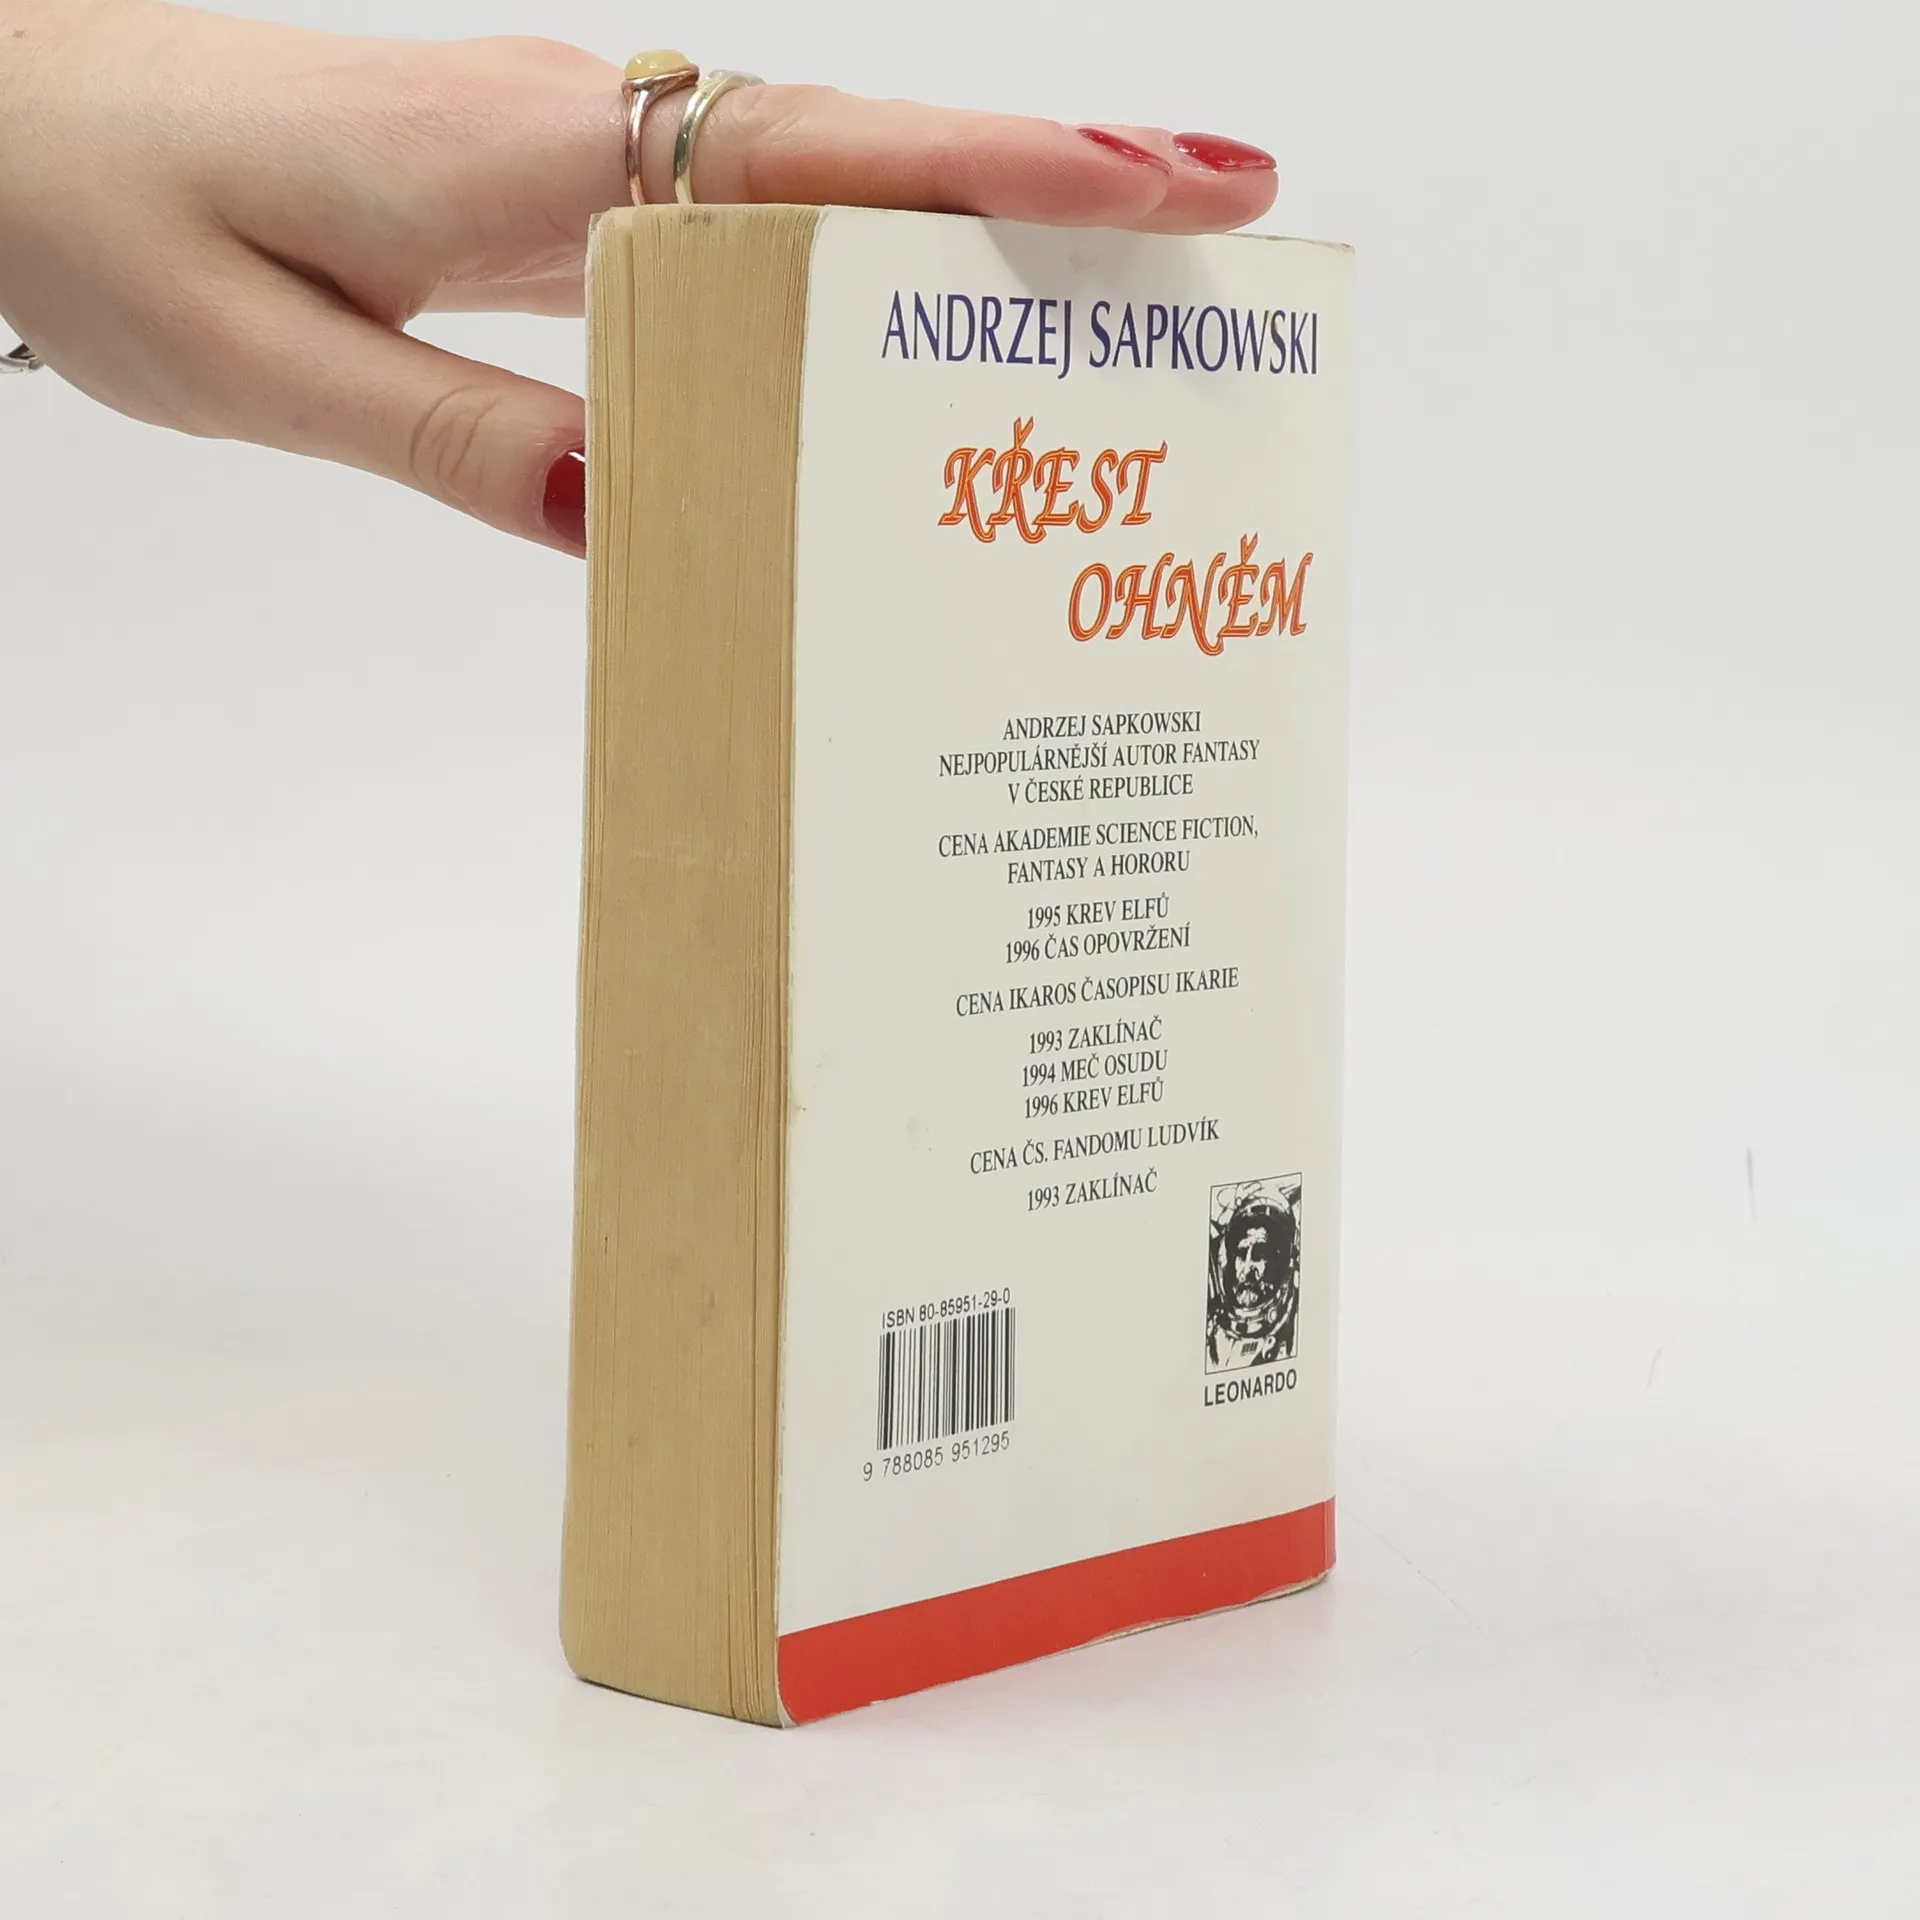 ANDRZEJ SAPKOWSKI
KŘEST
OHNĚM
ANDRZEJ SAPKOWSKI
NEJPOPULÁRNĚJŠÍ AUTOR FANTASY
V ČESKÉ REPUBLICE
CENA AKADEMIE SCIENCE FICTION,
FANTASY A HORORU
1995 KREV ELFŮ
1996 ČAS OPOVRŽENÍ
CENA IKAROS ČASOPISU IKARIE
1993 ZAKLÍNAČ
1994 MEČ OSUDU
1996 KREV ELFŮ
CENA ČS. FANDOMU LUDVÍK
1993 ZAKLÍNAČ
ISBN 80-85951-29-0
9 788085 951295
LEONARDO